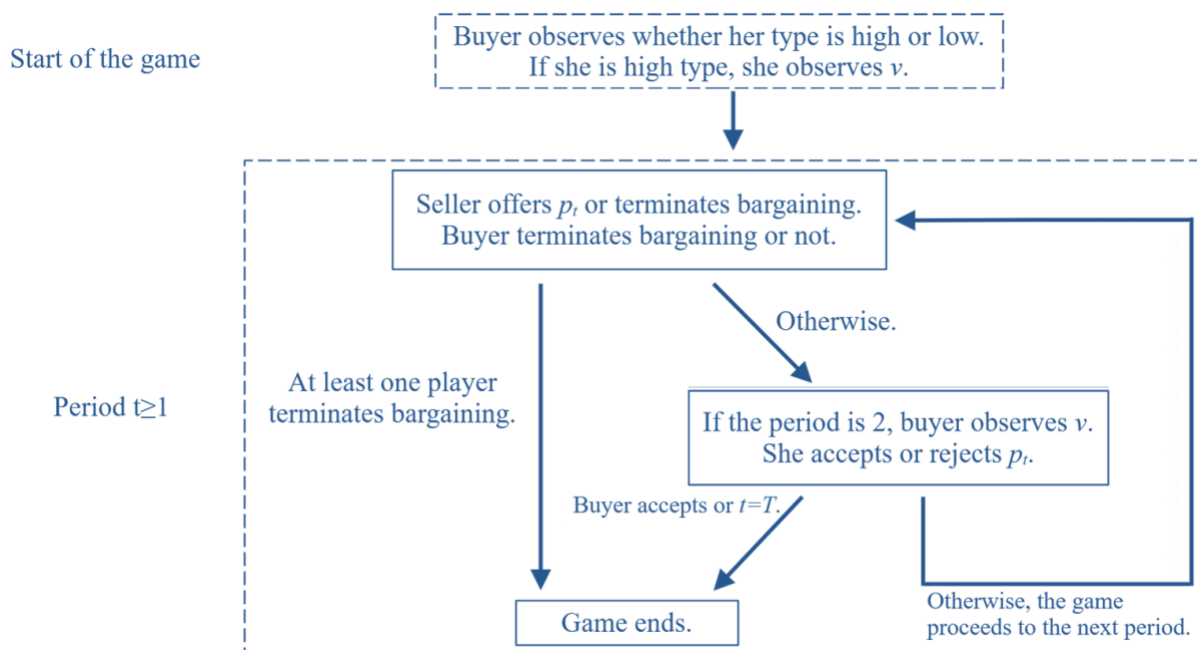 Start of the game
Buyer observes whether her type is high or low.
If she is high type, she observes v.
Seller offers pₜ or terminates bargaining.
Buyer terminates bargaining or not.
Otherwise.
At least one player
terminates bargaining.
Period t≥1
If the period is 2, buyer observes v.
She accepts or rejects pₜ.
Buyer accepts or t=T.
Otherwise, the game
proceeds to the next period.
Game ends.